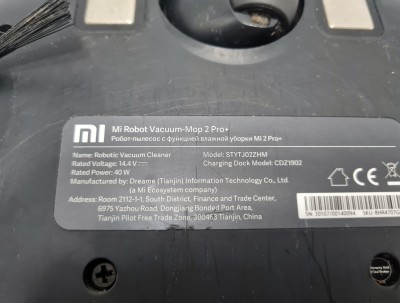 mi
Mi Robot Vacuum-Mop 2 Pro+
Робот-пылесос с функцией влажной уборки Mi 2 Pro+
Name: Robotic Vacuum Cleaner
Model: STYTJ02ZHM
Rated Voltage: 14.4 V
Charging Dock Model: CDZ1902
Rated Power: 40 W
Manufactured by: Dreame (Tianjin) Information Technology Co., Ltd.
(a Mi Ecosystem company)
Address: Room 2112-1-1, South District, Finance and Trade Center,
6975 Yazhou Road, Dongjiang Bonded Port Area,
Tianjin Pilot Free Trade Zone, 300463 Tianjin, China
CE